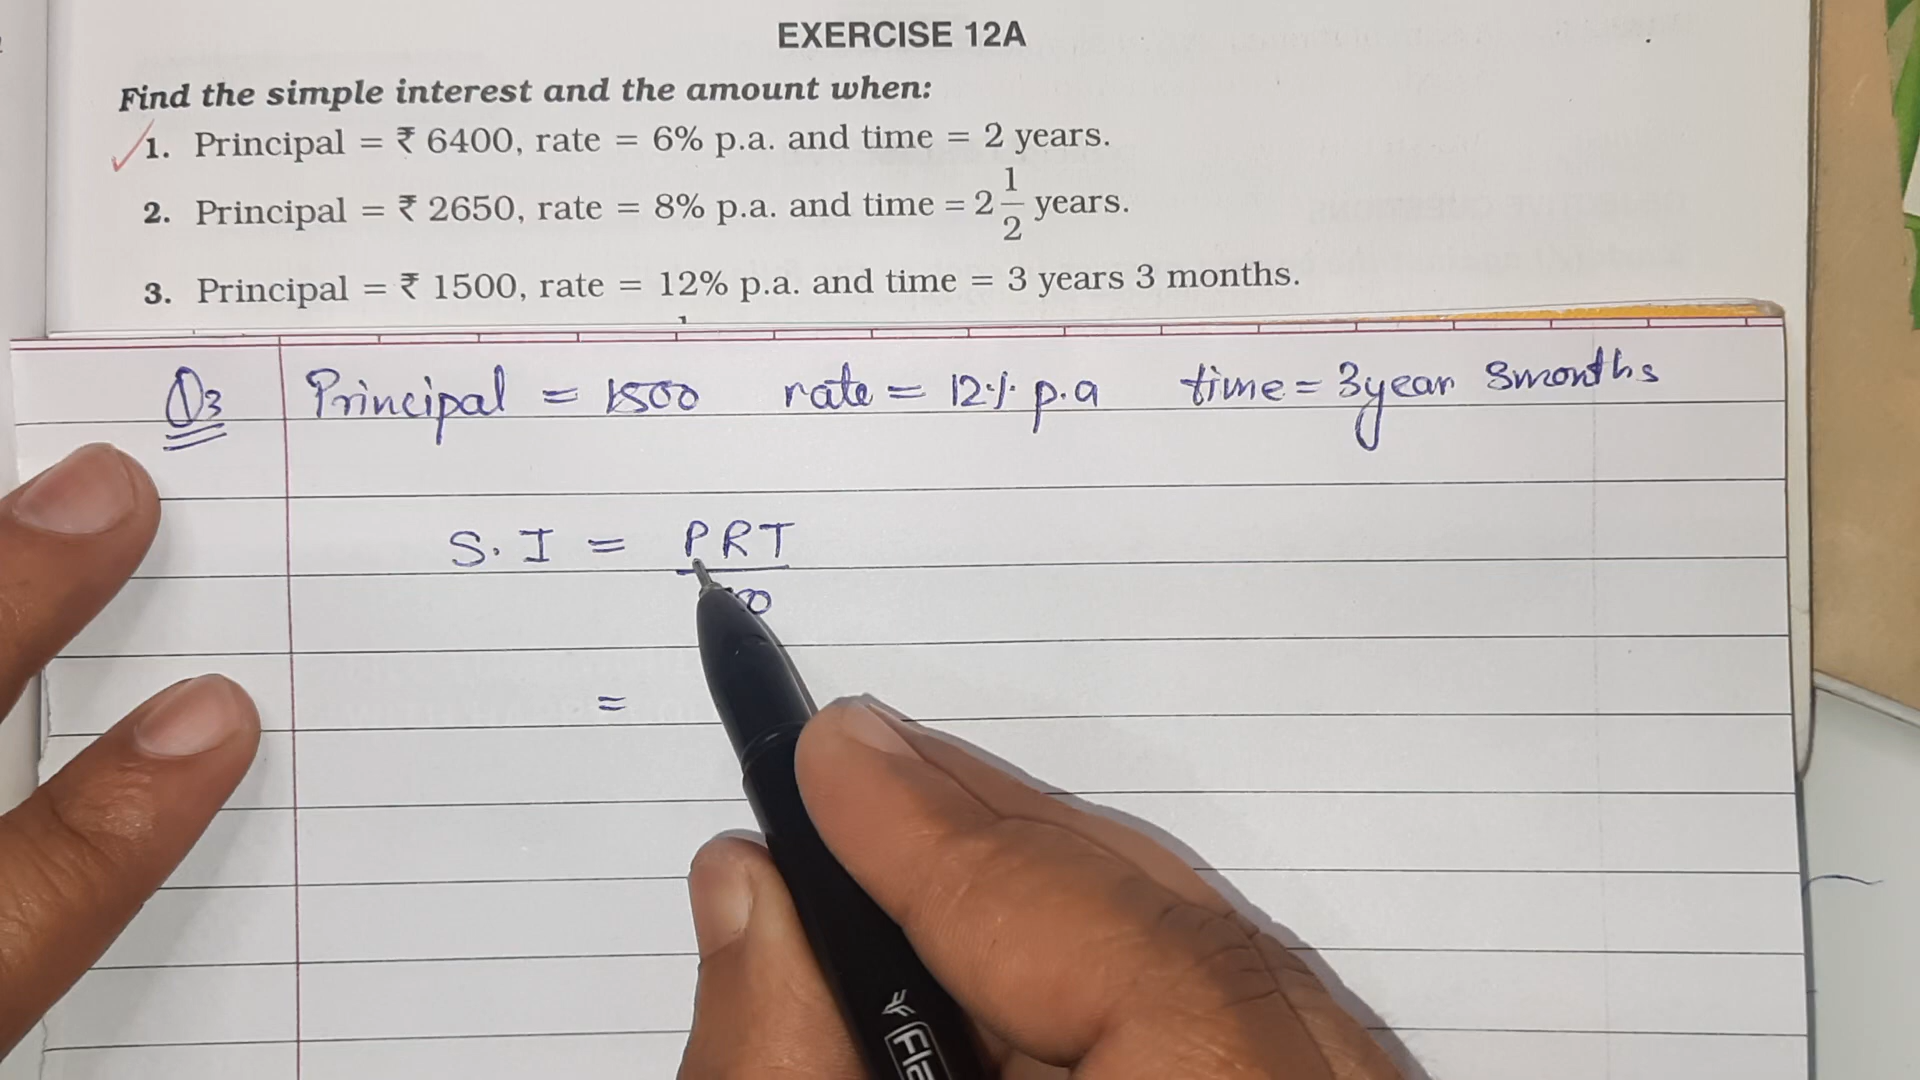 EXERCISE 12A
Find the simple interest and the amount when:
1. Principal = ₹ 6400, rate = 6% p.a. and time = 2 years.
2. Principal = ₹ 2650, rate = 8% p.a. and time = 2 1/2 years.
3. Principal = ₹ 1500, rate = 12% p.a. and time = 3 years 3 months.
Q3 Principal = 1500 rate = 12% p.a time = 3year 3months
S.I = PRT
=